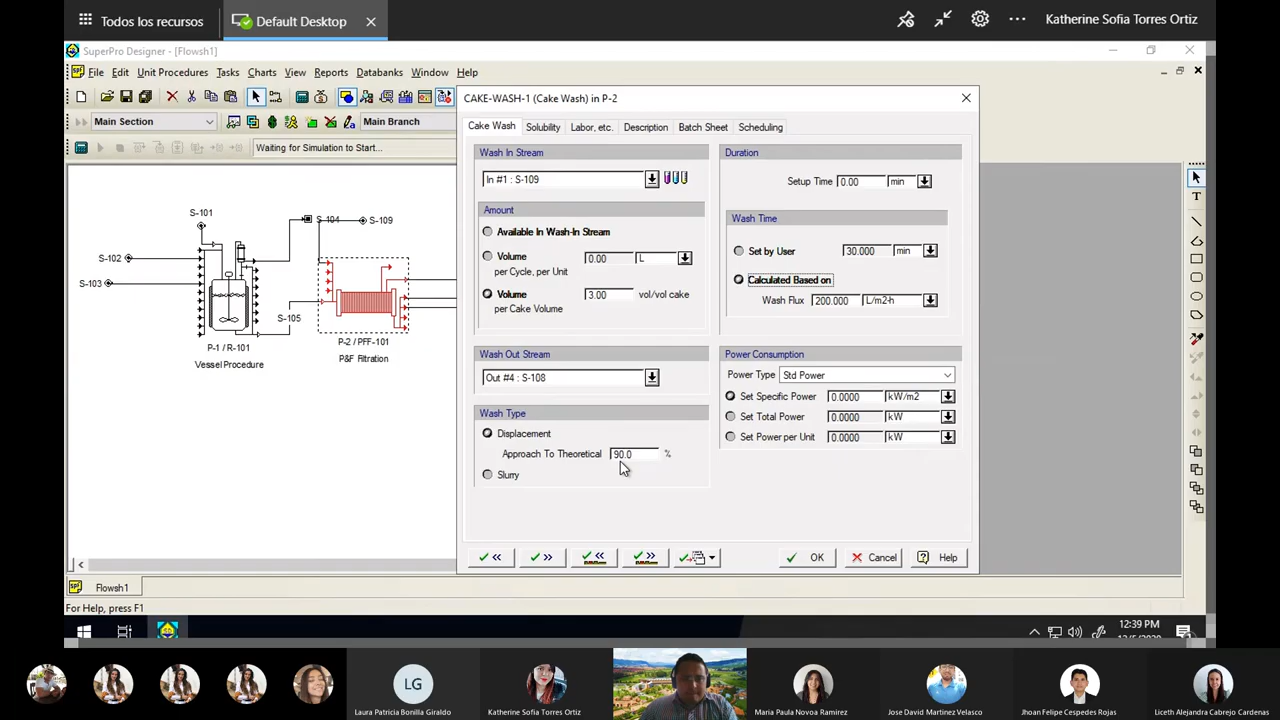 Todos los recursos
Default Desktop
Katherine Sofia Torres Ortiz
SuperPro Designer - [Flowsh1]
File Edit Unit Procedures Tasks Charts View Reports Databanks Window Help
Main Section
Main Branch
Waiting for Simulation to Start...
S-101
S-104
S-109
S-102
S-103
S-105
P-1 / R-101
Vessel Procedure
P-2 / PFF-101
P&F Filtration
CAKE-WASH-1 (Cake Wash) in P-2
Cake Wash Solubility Labor, etc. Description Batch Sheet Scheduling
Wash In Stream
In #1 : S-109
Amount
Available In Wash-In Stream
Volume 0.00 L
per Cycle, per Unit
Volume 3.00 vol/vol cake
per Cake Volume
Wash Out Stream
Out #4 : S-108
Wash Type
Displacement
Approach To Theoretical 90.0 %
Slurry
Duration
Setup Time 0.00 min
Wash Time
Set by User 30.000 min
Calculated Based on
Wash Flux 200.000 L/m2-h
Power Consumption
Power Type Std Power
Set Specific Power 0.0000 kW/m2
Set Total Power 0.0000 kW
Set Power per Unit 0.0000 kW
OK Cancel Help
Flowsh1
For Help, press F1
12:39 PM
LG
Laura Patricia Bonilla Giraldo
Katherine Sofia Torres Ortiz
Maria Paula Novoa Ramirez
Jose David Martinez Velasco
Jhoan Felipe Cespedes Rojas
Liceth Alejandra Cabrejo Cardenas